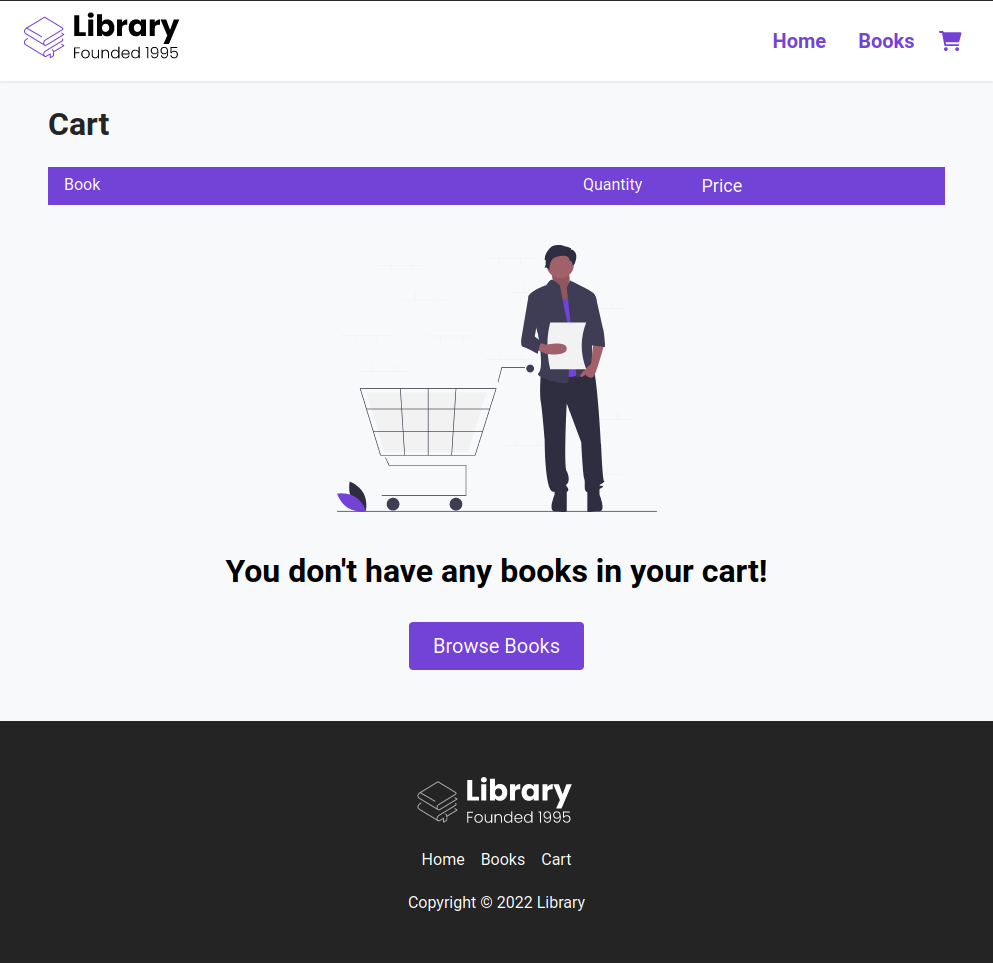 Library
Founded 1995
Home Books
Cart
Book Quantity Price
You don't have any books in your cart!
Browse Books
Library
Founded 1995
Home Books Cart
Copyright © 2022 Library